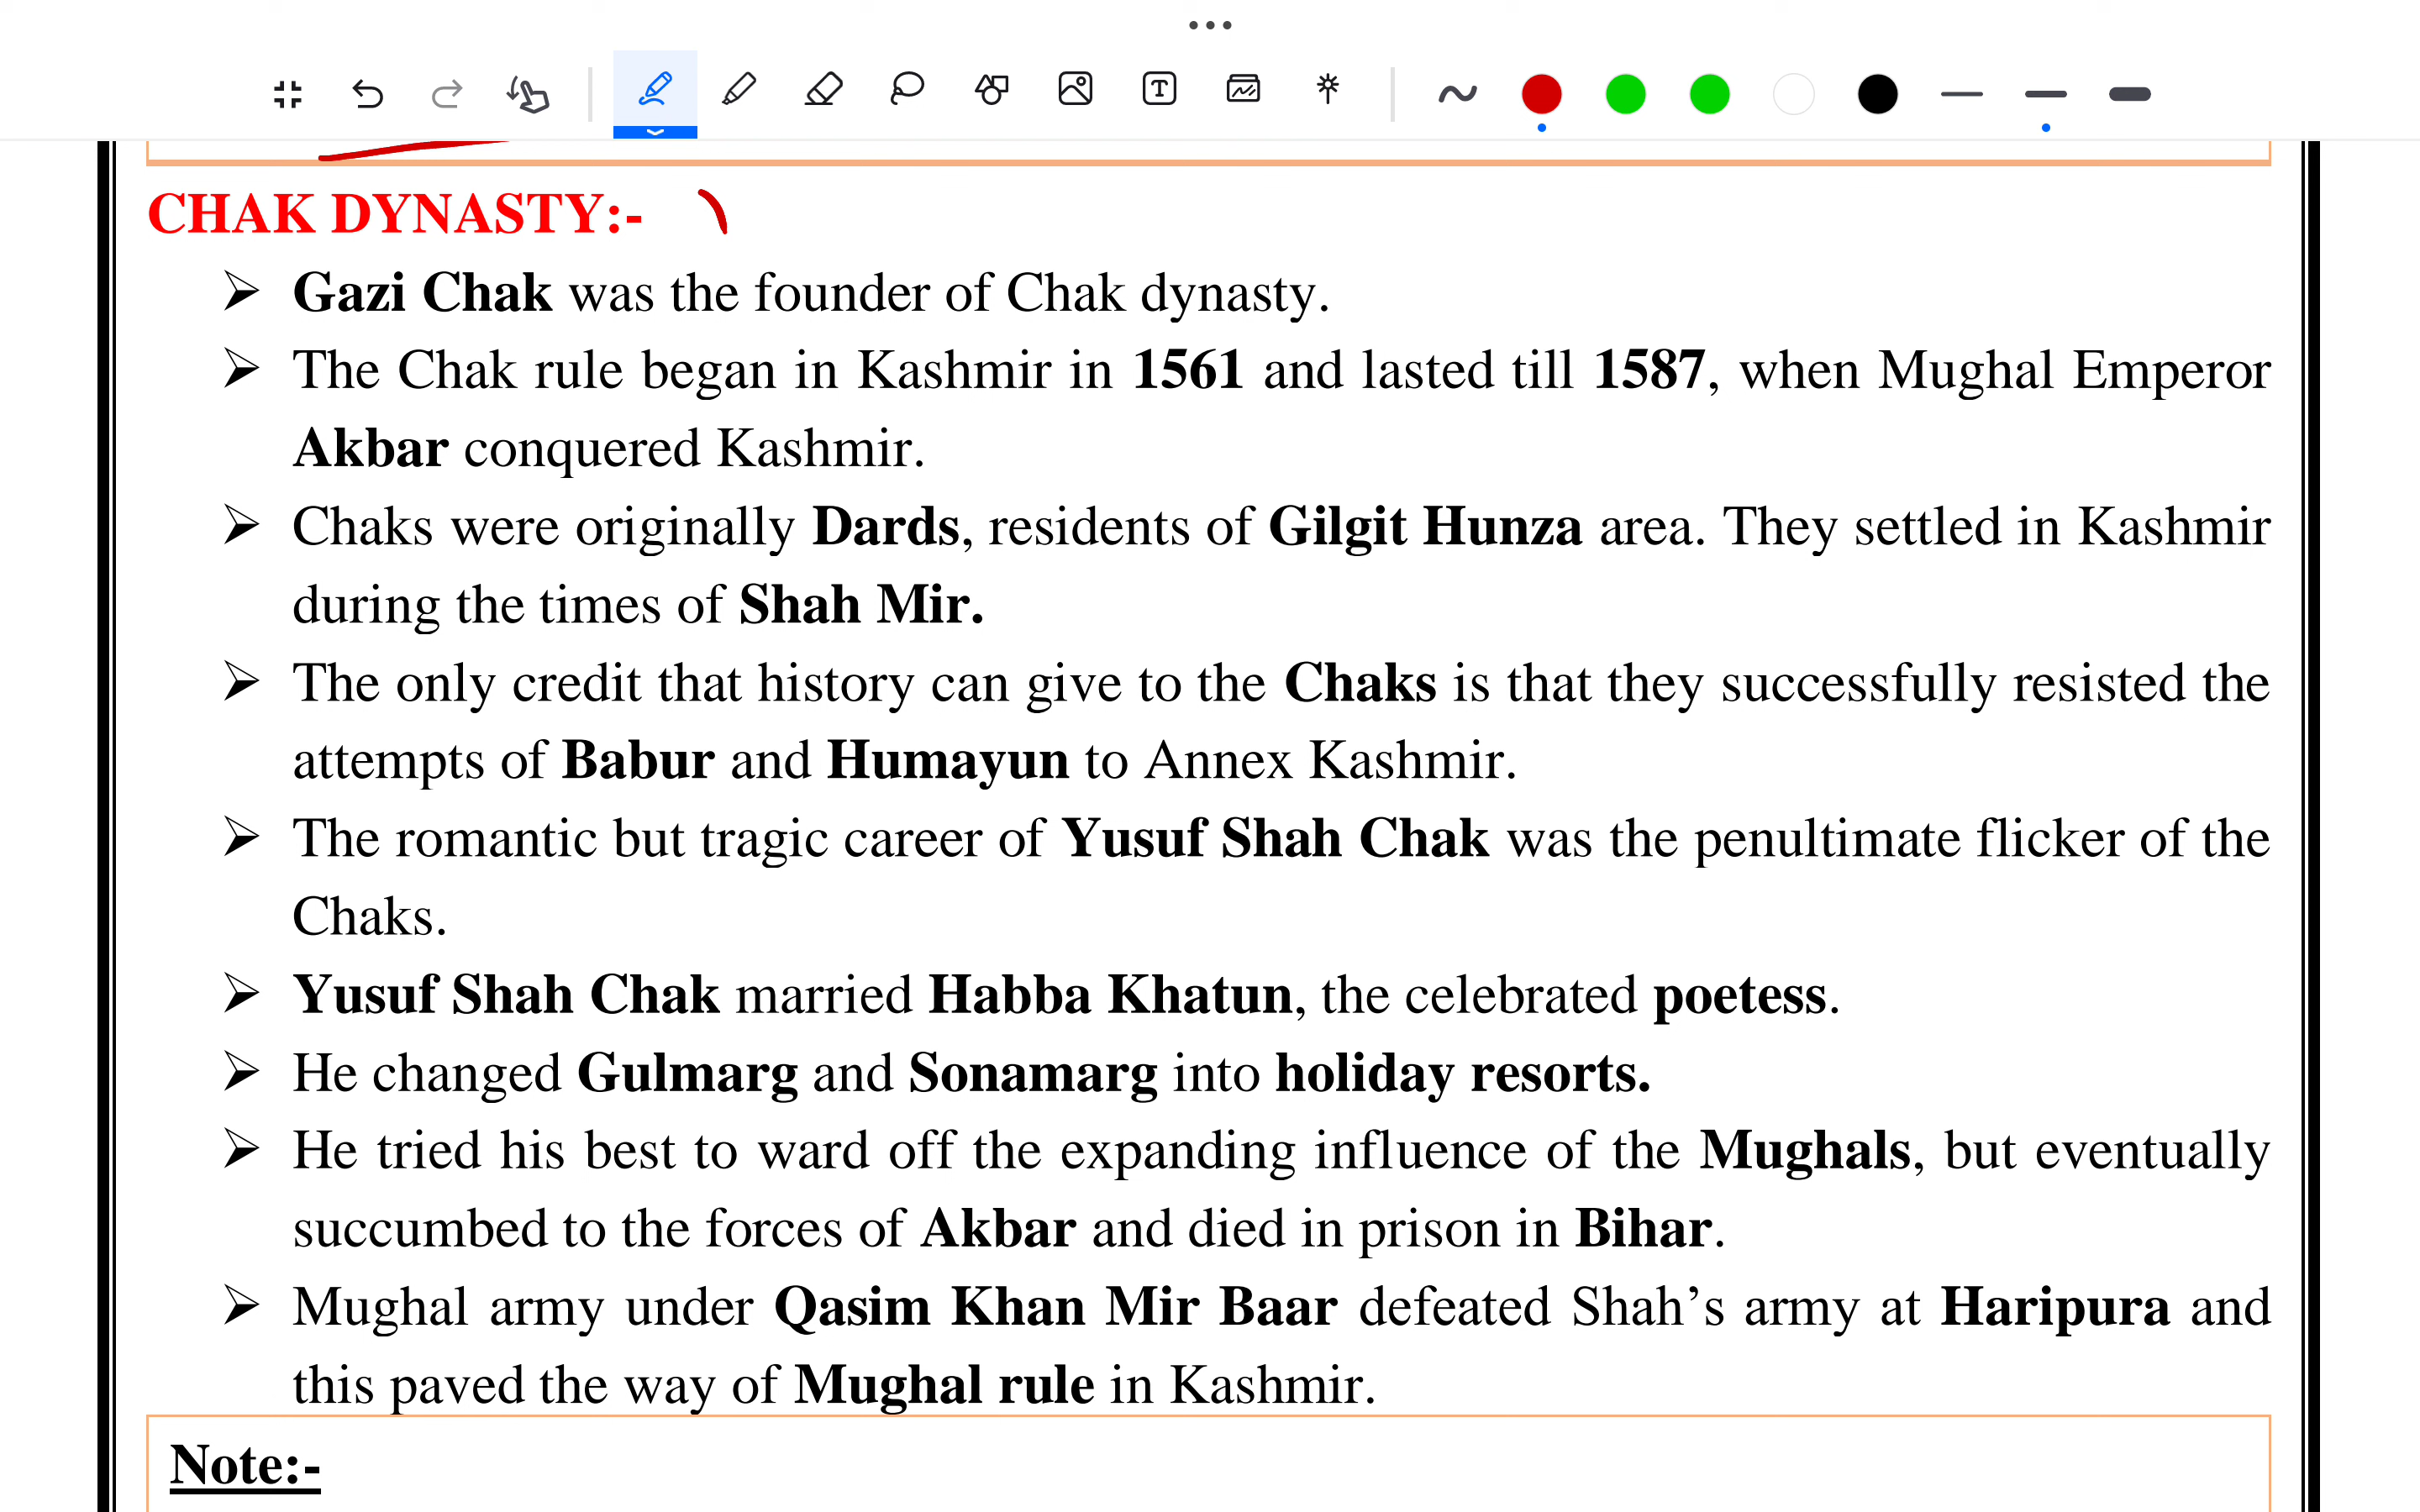 CHAK DYNASTY:-
➢ Gazi Chak was the founder of Chak dynasty.
➢ The Chak rule began in Kashmir in 1561 and lasted till 1587, when Mughal Emperor
Akbar conquered Kashmir.
➢ Chaks were originally Dards, residents of Gilgit Hunza area. They settled in Kashmir
during the times of Shah Mir.
➢ The only credit that history can give to the Chaks is that they successfully resisted the
attempts of Babur and Humayun to Annex Kashmir.
➢ The romantic but tragic career of Yusuf Shah Chak was the penultimate flicker of the
Chaks.
➢ Yusuf Shah Chak married Habba Khatun, the celebrated poetess.
➢ He changed Gulmarg and Sonamarg into holiday resorts.
➢ He tried his best to ward off the expanding influence of the Mughals, but eventually
succumbed to the forces of Akbar and died in prison in Bihar.
➢ Mughal army under Qasim Khan Mir Baar defeated Shah’s army at Haripura and
this paved the way of Mughal rule in Kashmir.
Note:-